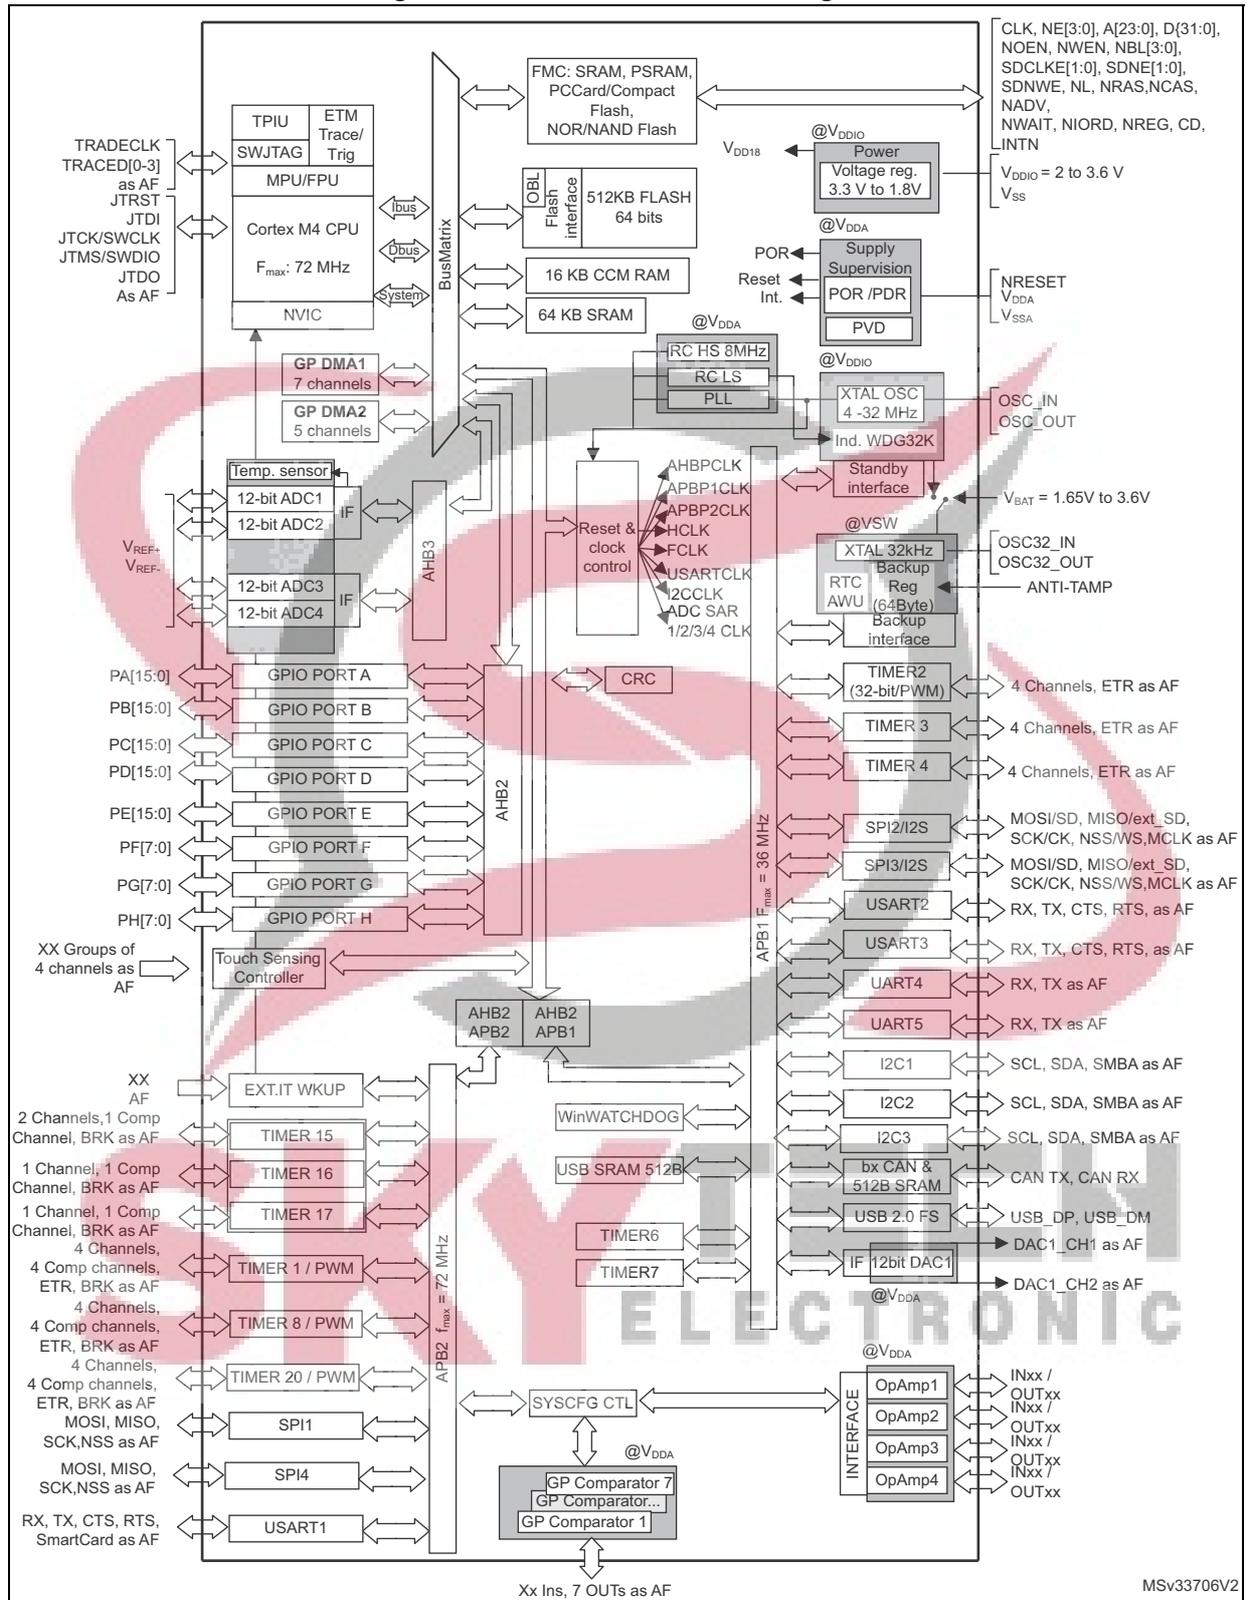 CLK, NE[3:0], A[23:0], D{31:0},
NOEN, NWEN, NBL[3:0],
SDCLKE[1:0], SDNE[1:0],
SDNWE, NL, NRAS,NCAS,
NADV,
NWAIT, NIORD, NREG, CD,
INTN
FMC: SRAM, PSRAM,
PCCard/Compact
Flash,
NOR/NAND Flash
TPIU
ETM
Trace/
Trig
SWJTAG
MPU/FPU
Cortex M4 CPU
Fmax: 72 MHz
NVIC
TRADECLK
TRACED[0-3]
as AF
JTRST
JTDI
JTCK/SWCLK
JTMS/SWDIO
JTDO
As AF
Ibus
Dbus
System
BusMatrix
OBL
Flash
interface
512KB FLASH
64 bits
16 KB CCM RAM
64 KB SRAM
@VDDIO
VDD18
Power
Voltage reg.
3.3 V to 1.8V
VDDIO = 2 to 3.6 V
VSS
@VDDA
POR
Reset
Int.
Supply
Supervision
POR /PDR
PVD
NRESET
VDDA
VSSA
GP DMA1
7 channels
GP DMA2
5 channels
@VDDA
RC HS 8MHz
RC LS
PLL
@VDDIO
XTAL OSC
4 -32 MHz
Ind. WDG32K
OSC_IN
OSC_OUT
Standby
interface
VBAT = 1.65V to 3.6V
@VSW
XTAL 32kHz
RTC
AWU
Backup
Reg
(64Byte)
Backup
interface
OSC32_IN
OSC32_OUT
ANTI-TAMP
Temp. sensor
12-bit ADC1
12-bit ADC2
IF
12-bit ADC3
12-bit ADC4
IF
VREF+
VREF-
AHB3
Reset &
clock
control
AHBPCLK
APBP1CLK
APBP2CLK
HCLK
FCLK
USARTCLK
I2CCLK
ADC SAR
1/2/3/4 CLK
CRC
PA[15:0]
GPIO PORT A
PB[15:0]
GPIO PORT B
PC[15:0]
GPIO PORT C
PD[15:0]
GPIO PORT D
PE[15:0]
GPIO PORT E
PF[7:0]
GPIO PORT F
PG[7:0]
GPIO PORT G
PH[7:0]
GPIO PORT H
AHB2
XX Groups of
4 channels as
AF
Touch Sensing
Controller
AHB2
APB2
AHB2
APB1
APB1 Fmax = 36 MHz
TIMER2
(32-bit/PWM)
4 Channels, ETR as AF
TIMER 3
4 Channels, ETR as AF
TIMER 4
4 Channels, ETR as AF
SPI2/I2S
MOSI/SD, MISO/ext_SD,
SCK/CK, NSS/WS,MCLK as AF
SPI3/I2S
MOSI/SD, MISO/ext_SD,
SCK/CK, NSS/WS,MCLK as AF
USART2
RX, TX, CTS, RTS, as AF
USART3
RX, TX, CTS, RTS, as AF
UART4
RX, TX as AF
UART5
RX, TX as AF
I2C1
SCL, SDA, SMBA as AF
I2C2
SCL, SDA, SMBA as AF
I2C3
SCL, SDA, SMBA as AF
bx CAN &
512B SRAM
CAN TX, CAN RX
USB 2.0 FS
USB_DP, USB_DM
IF
12bit DAC1
DAC1_CH1 as AF
DAC1_CH2 as AF
@VDDA
XX
AF
EXT.IT WKUP
2 Channels,1 Comp
Channel, BRK as AF
TIMER 15
1 Channel, 1 Comp
Channel, BRK as AF
TIMER 16
1 Channel, 1 Comp
Channel, BRK as AF
TIMER 17
4 Channels,
4 Comp channels,
ETR, BRK as AF
TIMER 1 / PWM
4 Channels,
4 Comp channels,
ETR, BRK as AF
TIMER 8 / PWM
4 Channels,
4 Comp channels,
ETR, BRK as AF
TIMER 20 / PWM
MOSI, MISO,
SCK,NSS as AF
SPI1
MOSI, MISO,
SCK,NSS as AF
SPI4
RX, TX, CTS, RTS,
SmartCard as AF
USART1
APB2 fmax = 72 MHz
WinWATCHDOG
USB SRAM 512B
TIMER6
TIMER7
SYSCFG CTL
@VDDA
GP Comparator 7
GP Comparator...
GP Comparator 1
Xx Ins, 7 OUTs as AF
@VDDA
INTERFACE
OpAmp1
OpAmp2
OpAmp3
OpAmp4
INxx /
OUTxx
INxx /
OUTxx
INxx /
OUTxx
INxx /
OUTxx
MSv33706V2
SKY TECH
ELECTRONIC